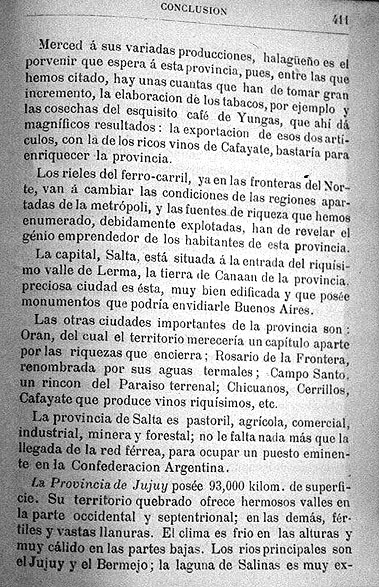 CONCLUSION
411
Merced á sus variadas producciones, halagüeño es el
porvenir que espera á esta provincia, pues, entre las que
hemos citado, hay unas cuantas que han de tomar gran
incremento, la elaboracion de los tabacos, por ejemplo y
las cosechas del esquisito café de Yungas, que ahí dá
magníficos resultados : la exportacion de esos dos artí-
culos, con la de los ricos vinos de Cafayate, bastaría para
enriquecer la provincia.
Los rieles del ferro-carril, ya en las fronteras del Nor-
te, van á cambiar las condiciones de las regiones apar-
tadas de la metrópoli, y las fuentes de riqueza que hemos
enumerado, debidamente explotadas, han de revelar el
génio emprendedor de los habitantes de esta provincia.
La capital, Salta, está situada á la entrada del riquísi-
mo valle de Lerma, la tierra de Canaan de la provincia.
preciosa ciudad es ésta, muy bien edificada y que posée
monumentos que podría envidiarle Buenos Aires.
Las otras ciudades importantes de la provincia son :
Oran, del cual el territorio merecería un capítulo aparte
por las riquezas que encierra ; Rosario de la Frontera,
renombrada por sus aguas termales ; Campo Santo,
un rincon del Paraiso terrenal; Chicuanos, Cerrillos,
Cafayate que produce vinos riquísimos, etc.
La provincia de Salta es pastoril, agrícola, comercial,
industrial, minera y forestal; no le falta nada más que la
llegada de la red férrea, para ocupar un puesto eminen-
te en la Confederacion Argentina.
La Provincia de Jujuy posée 93,000 kilom. de superfi-
cie. Su territorio quebrado ofrece hermosos valles en
la parte occidental y septentrional; en las demás, fér-
tiles y vastas llanuras. El clima es frio en las alturas y
muy cálido en las partes bajas. Los rios principales son
el Jujuy y el Bermejo; la laguna de Salinas es muy ex-